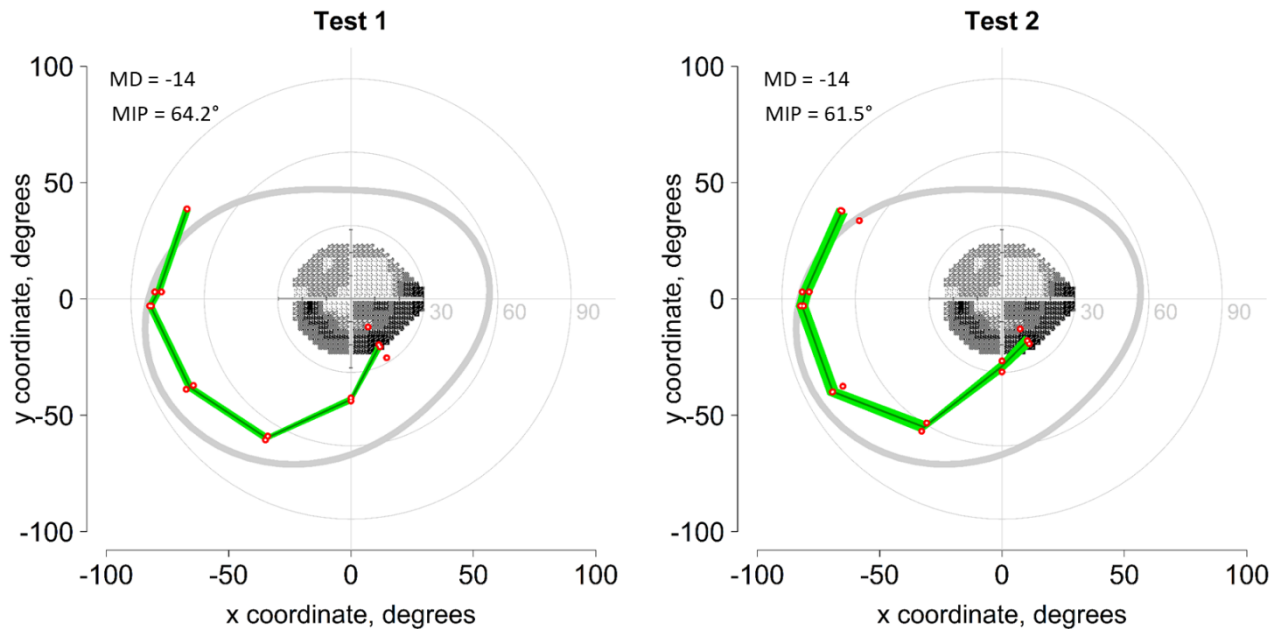 Test 1
MD = -14
MIP = 64.2°
y coordinate, degrees
100
50
0
-50
-100
30 60 90
-100 -50 0 50 100
x coordinate, degrees
Test 2
MD = -14
MIP = 61.5°
y coordinate, degrees
100
50
0
-50
-100
30 60 90
-100 -50 0 50 100
x coordinate, degrees